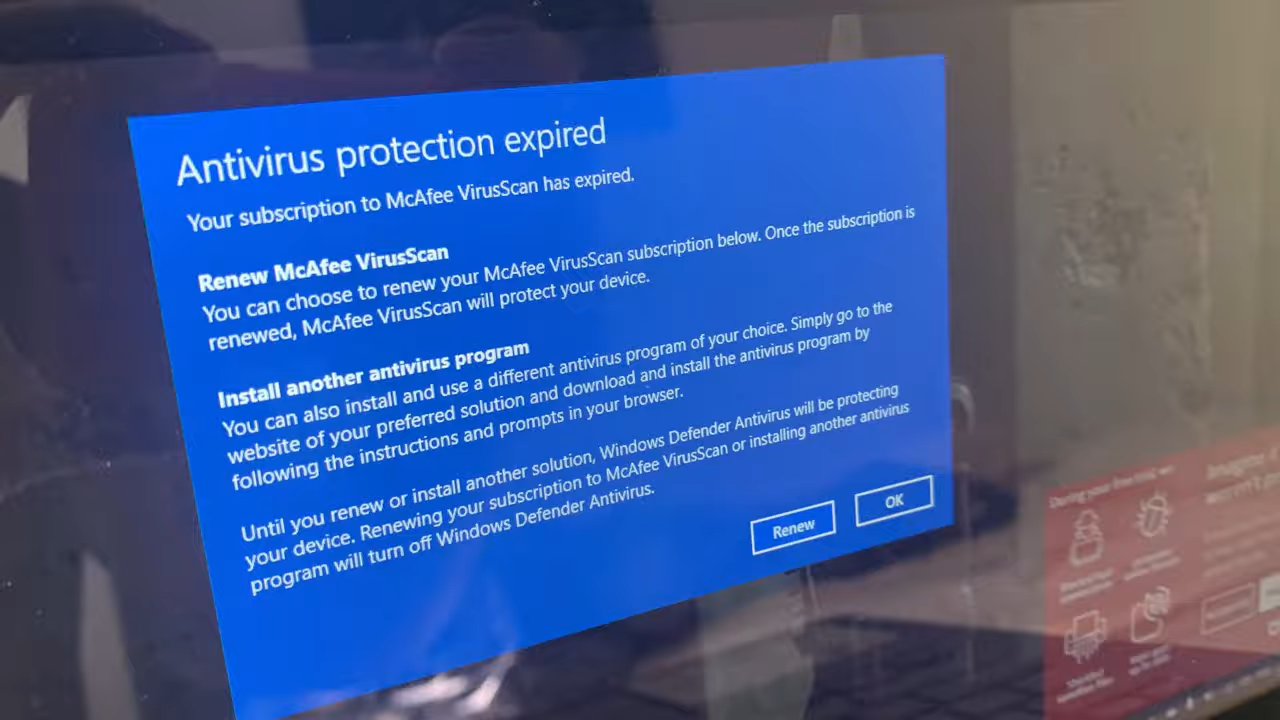 Antivirus protection expired
Your subscription to McAfee VirusScan has expired.
Renew McAfee VirusScan
You can choose to renew your McAfee VirusScan subscription below. Once the subscription is
renewed, McAfee VirusScan will protect your device.
Install another antivirus program
You can also install and use a different antivirus program of your choice. Simply go to the
website of your preferred solution and download and install the antivirus program by
following the instructions and prompts in your browser.
Until you renew or install another solution, Windows Defender Antivirus will be protecting
your device. Renewing your subscription to McAfee VirusScan or installing another antivirus
program will turn off Windows Defender Antivirus.
Renew
OK
During your free time, we